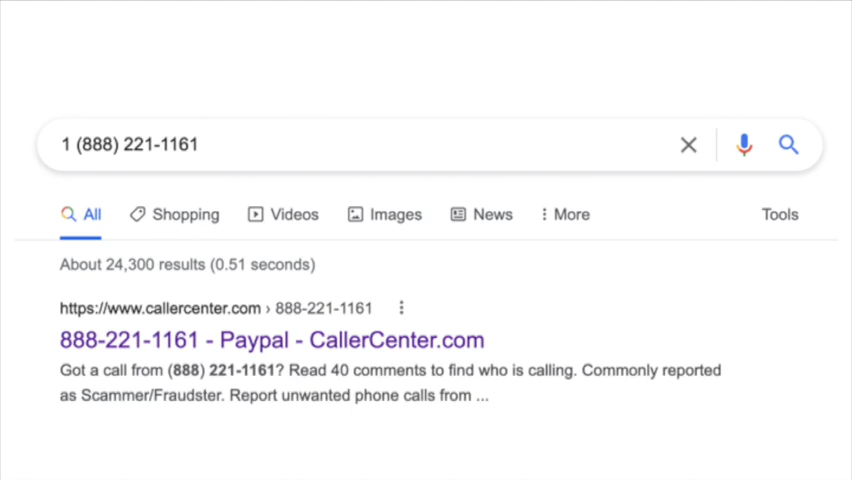 1 (888) 221-1161
All Shopping Videos Images News More Tools
About 24,300 results (0.51 seconds)
https://www.callercenter.com › 888-221-1161
888-221-1161 - Paypal - CallerCenter.com
Got a call from (888) 221-1161? Read 40 comments to find who is calling. Commonly reported
as Scammer/Fraudster. Report unwanted phone calls from ...